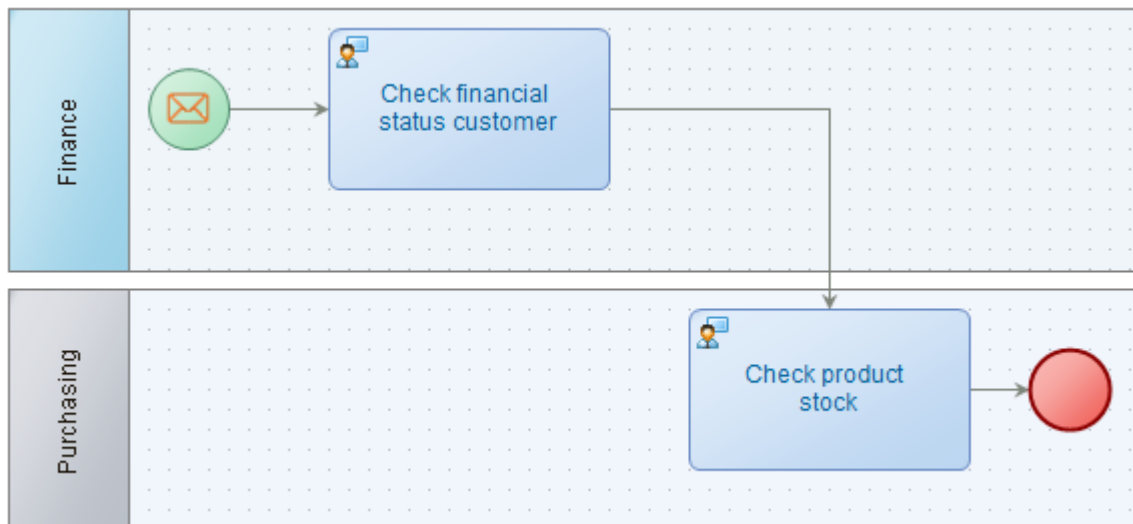 Finance
Check financial
status customer
Purchasing
Check product
stock